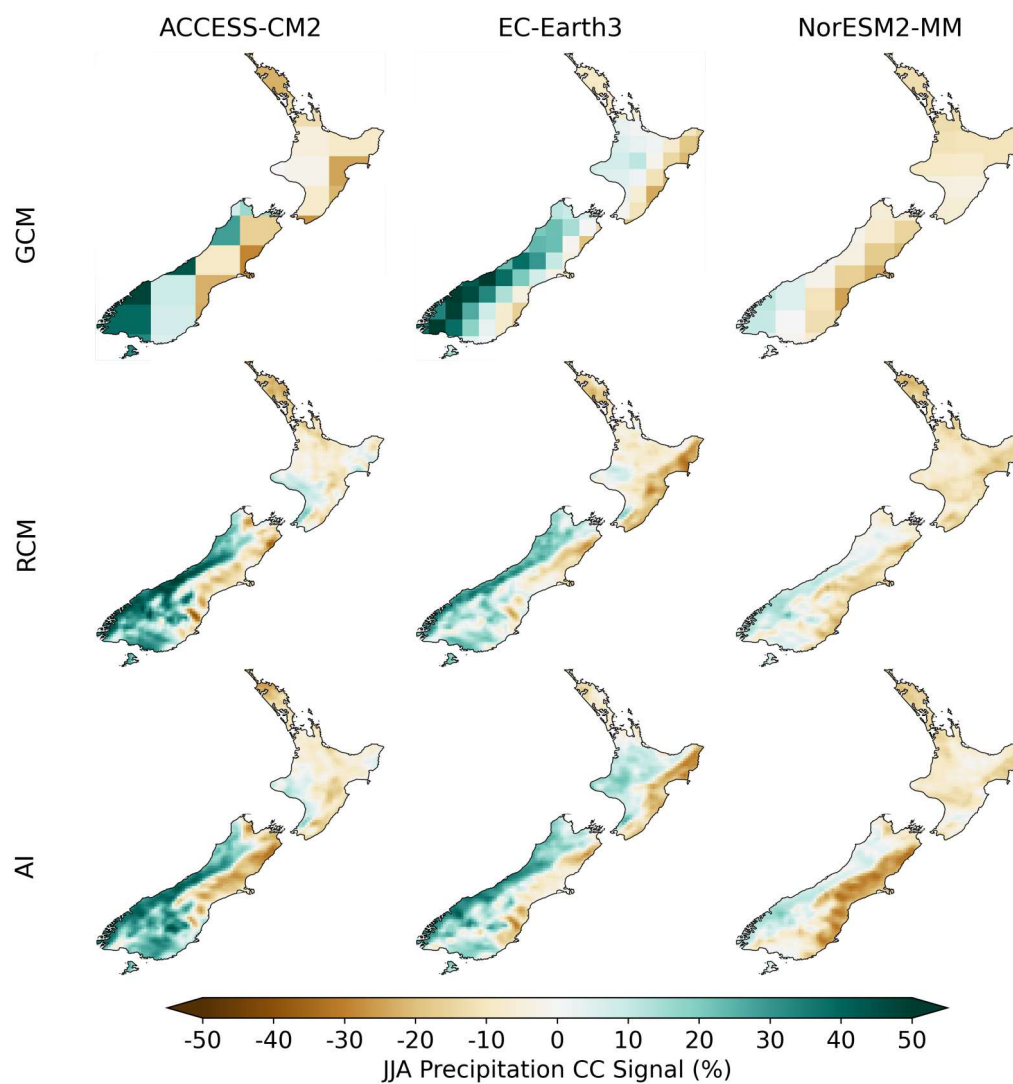 ACCESS-CM2 EC-Earth3 NorESM2-MM
GCM
RCM
AI
-50 -40 -30 -20 -10 0 10 20 30 40 50
JJA Precipitation CC Signal (%)